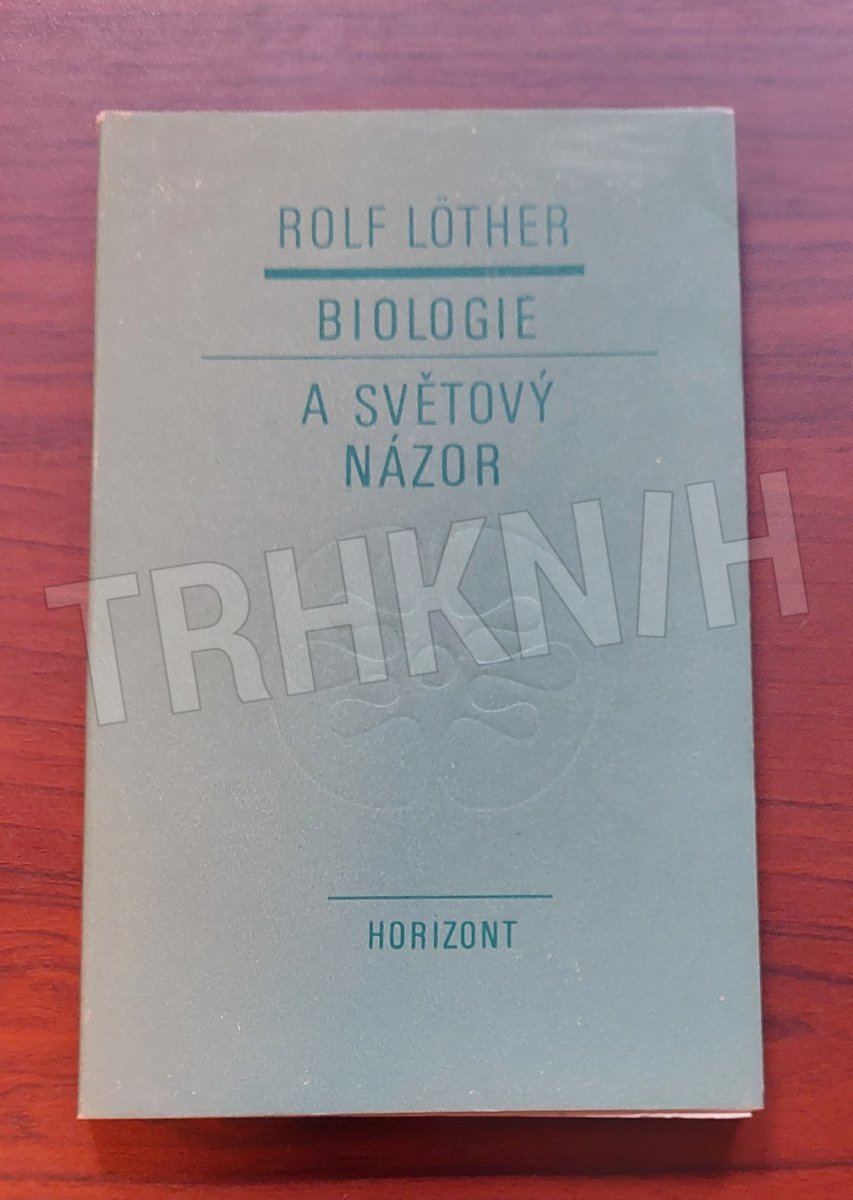 ROLF LÖTHER
BIOLOGIE
A SVĚTOVÝ
NÁZOR
TRHKNIH
HORIZONT